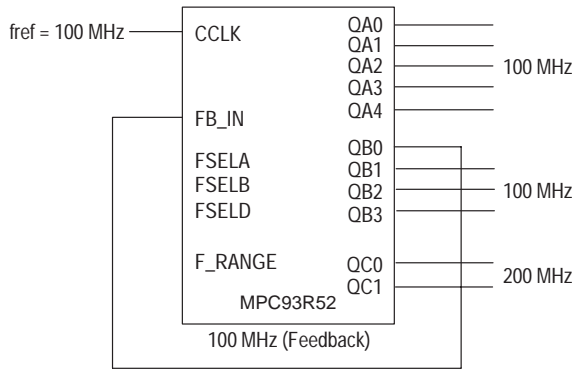 fref = 100 MHz
CCLK
QA0
QA1
QA2
QA3
QA4
100 MHz
FB_IN
QB0
QB1
QB2
QB3
100 MHz
FSELA
FSELB
FSELD
F_RANGE
QC0
QC1
200 MHz
MPC93R52
100 MHz (Feedback)